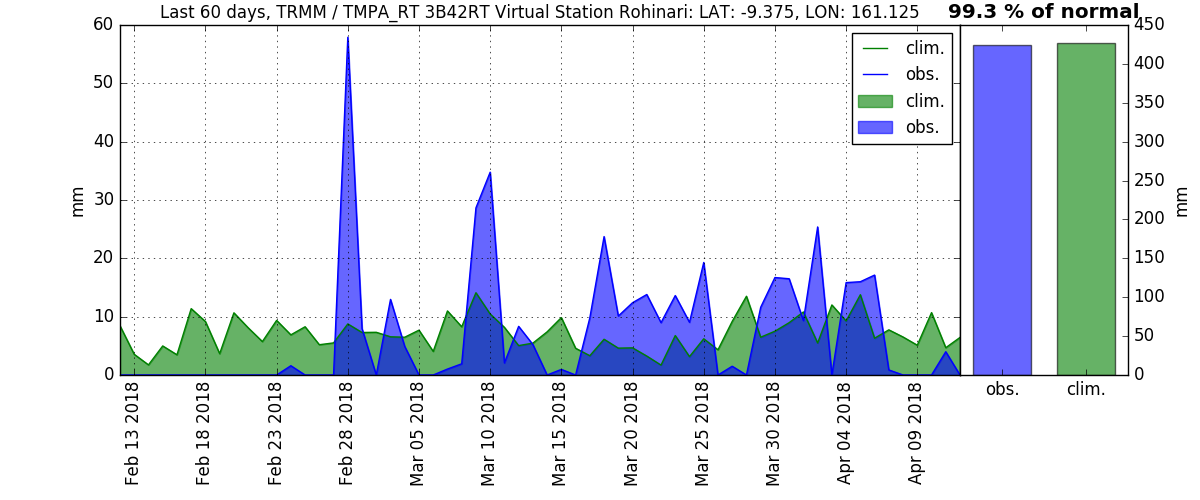 Last 60 days, TRMM / TMPA_RT 3B42RT Virtual Station Rohinari: LAT: -9.375, LON: 161.125
99.3 % of normal
60
50
40
30
20
10
0
mm
clim.
obs.
clim.
obs.
Feb 13 2018
Feb 18 2018
Feb 23 2018
Feb 28 2018
Mar 05 2018
Mar 10 2018
Mar 15 2018
Mar 20 2018
Mar 25 2018
Mar 30 2018
Apr 04 2018
Apr 09 2018
450
400
350
300
250
200
150
100
50
0
mm
obs.
clim.